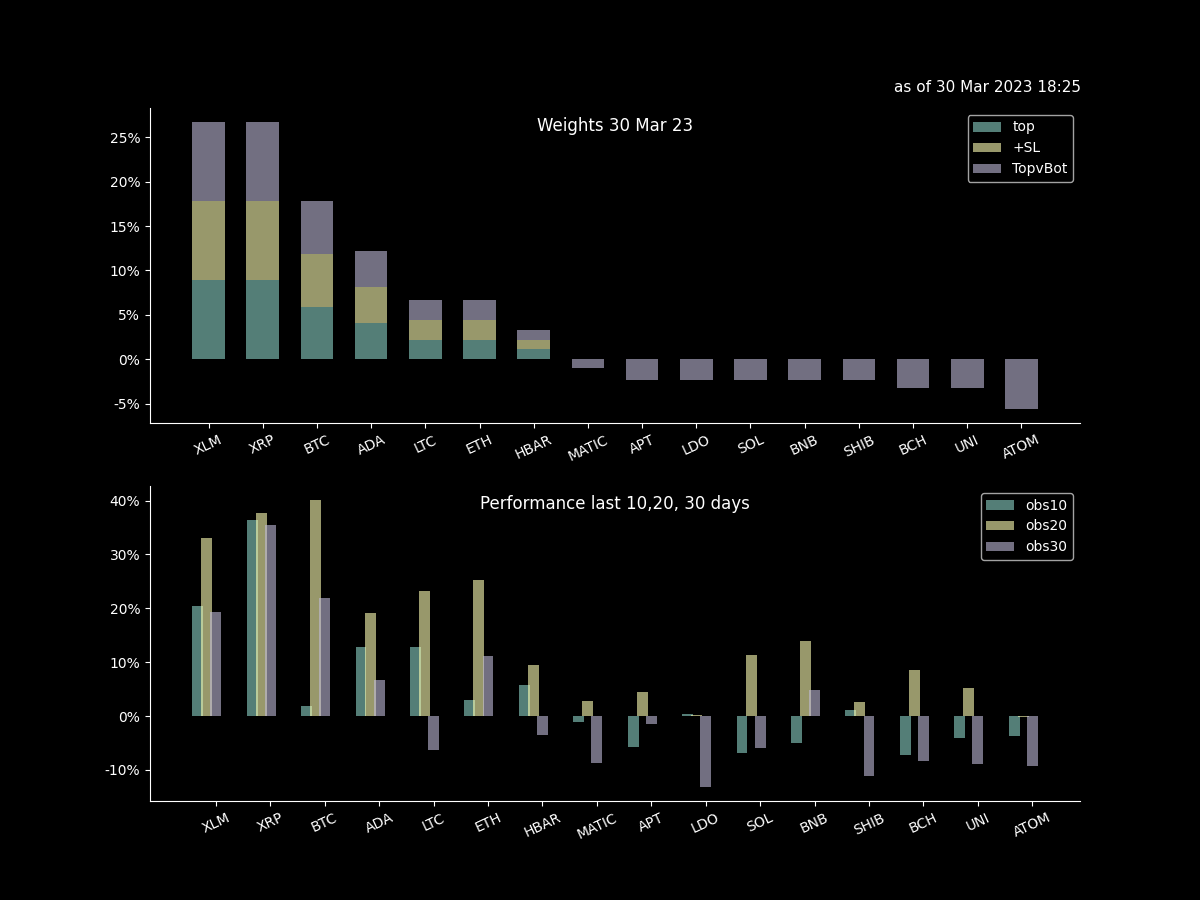 as of 30 Mar 2023 18:25
Weights 30 Mar 23
top
+SL
TopvBot
25%
20%
15%
10%
5%
0%
-5%
XLM XRP BTC ADA LTC ETH HBAR MATIC APT LDO SOL BNB SHIB BCH UNI ATOM
Performance last 10,20, 30 days
obs10
obs20
obs30
40%
30%
20%
10%
0%
-10%
XLM XRP BTC ADA LTC ETH HBAR MATIC APT LDO SOL BNB SHIB BCH UNI ATOM